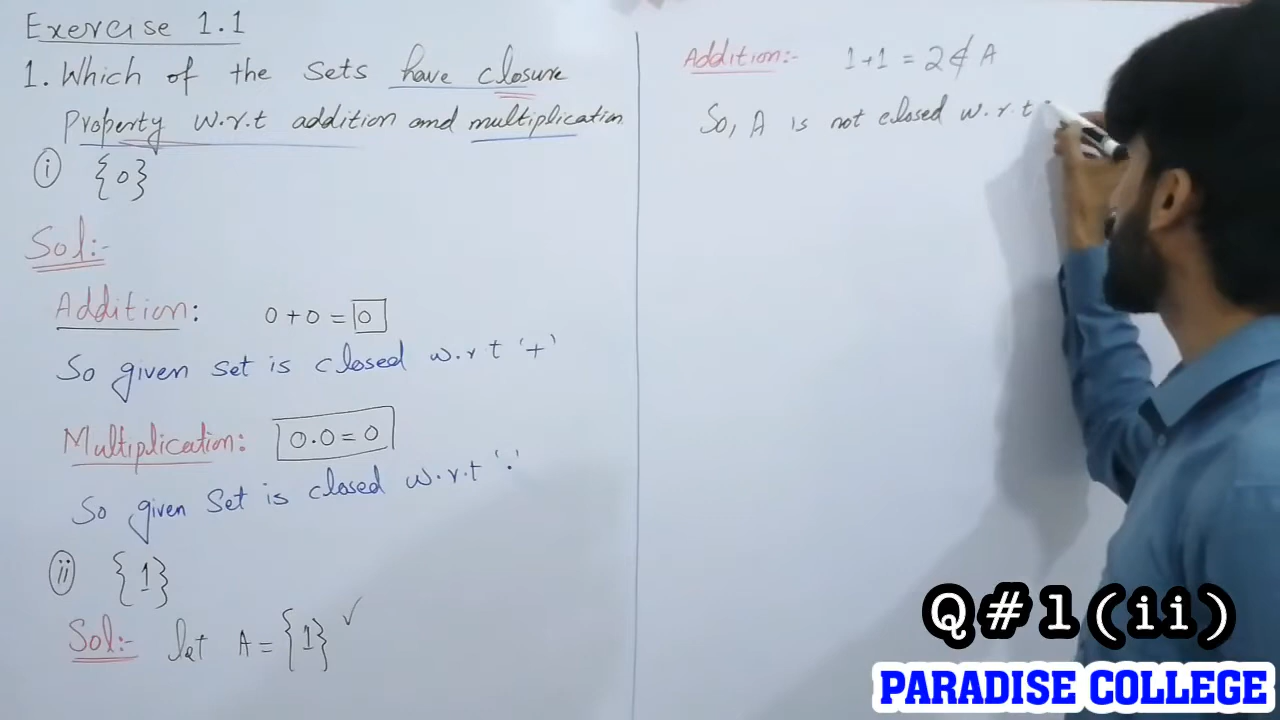 Exercise 1.1
1. Which of the sets have closure
Property w.r.t addition and multiplication
(i) {0}
Sol:-
Addition: 0+0 = 0
So given set is closed w.r.t '+'
Multiplication: 0.0 = 0
So given Set is closed w.r.t '.'
(ii) {1}
Sol:- let A = {1} ✓
Addition:- 1+1 = 2 ∉ A
So, A is not closed w.r.t
Q#1(ii)
PARADISE COLLEGE